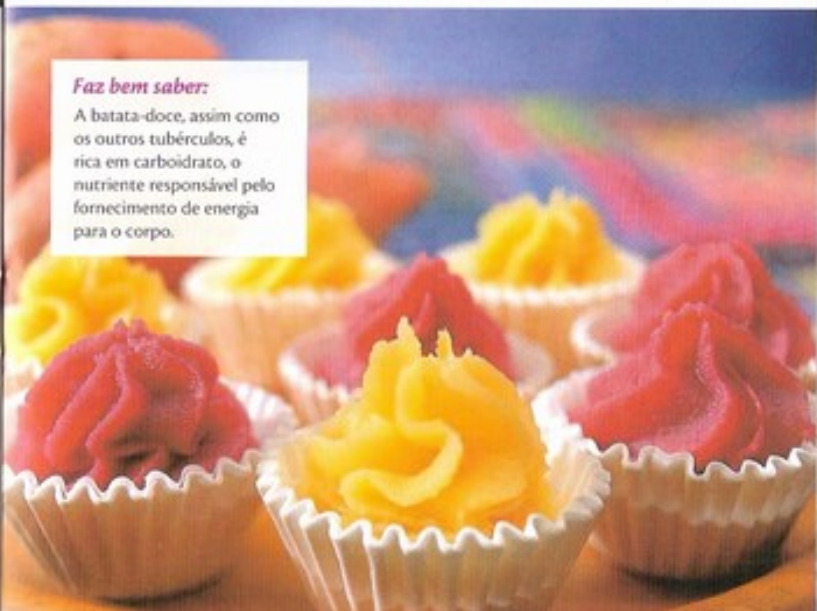 Faz bem saber:
A batata-doce, assim como
os outros tubérculos, é
rica em carboidrato, o
nutriente responsável pelo
fornecimento de energia
para o corpo.